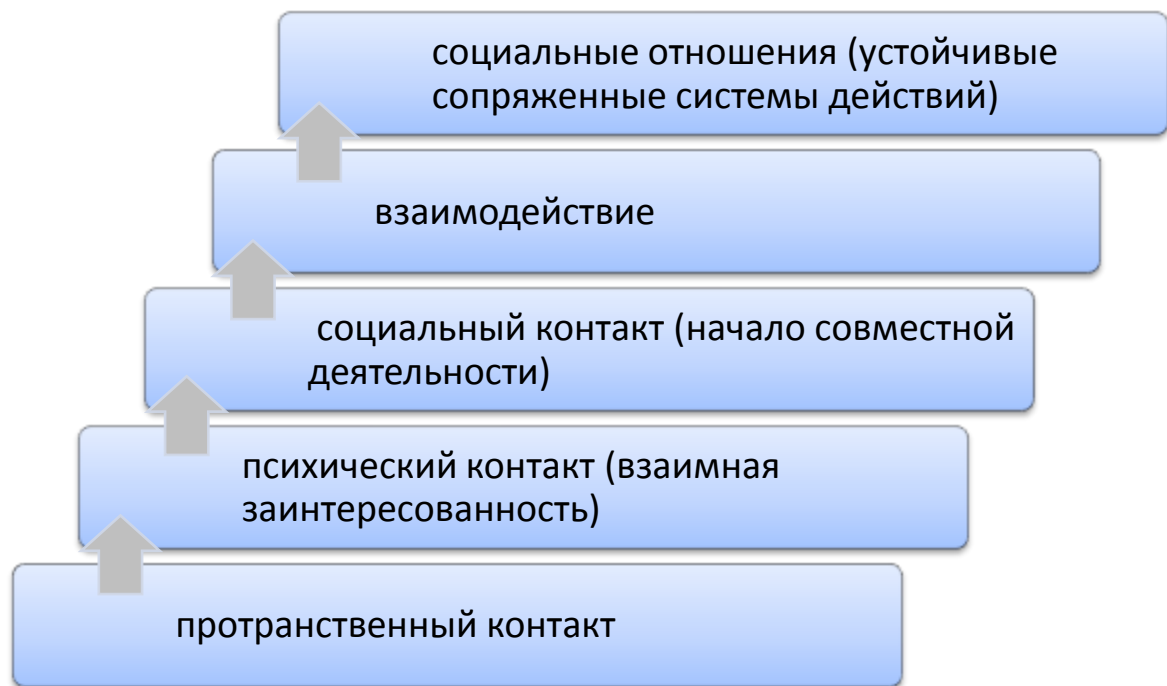 социальные отношения (устойчивые
сопряженные системы действий)
взаимодействие
социальный контакт (начало совместной
деятельности)
психический контакт (взаимная
заинтересованность)
протранственный контакт